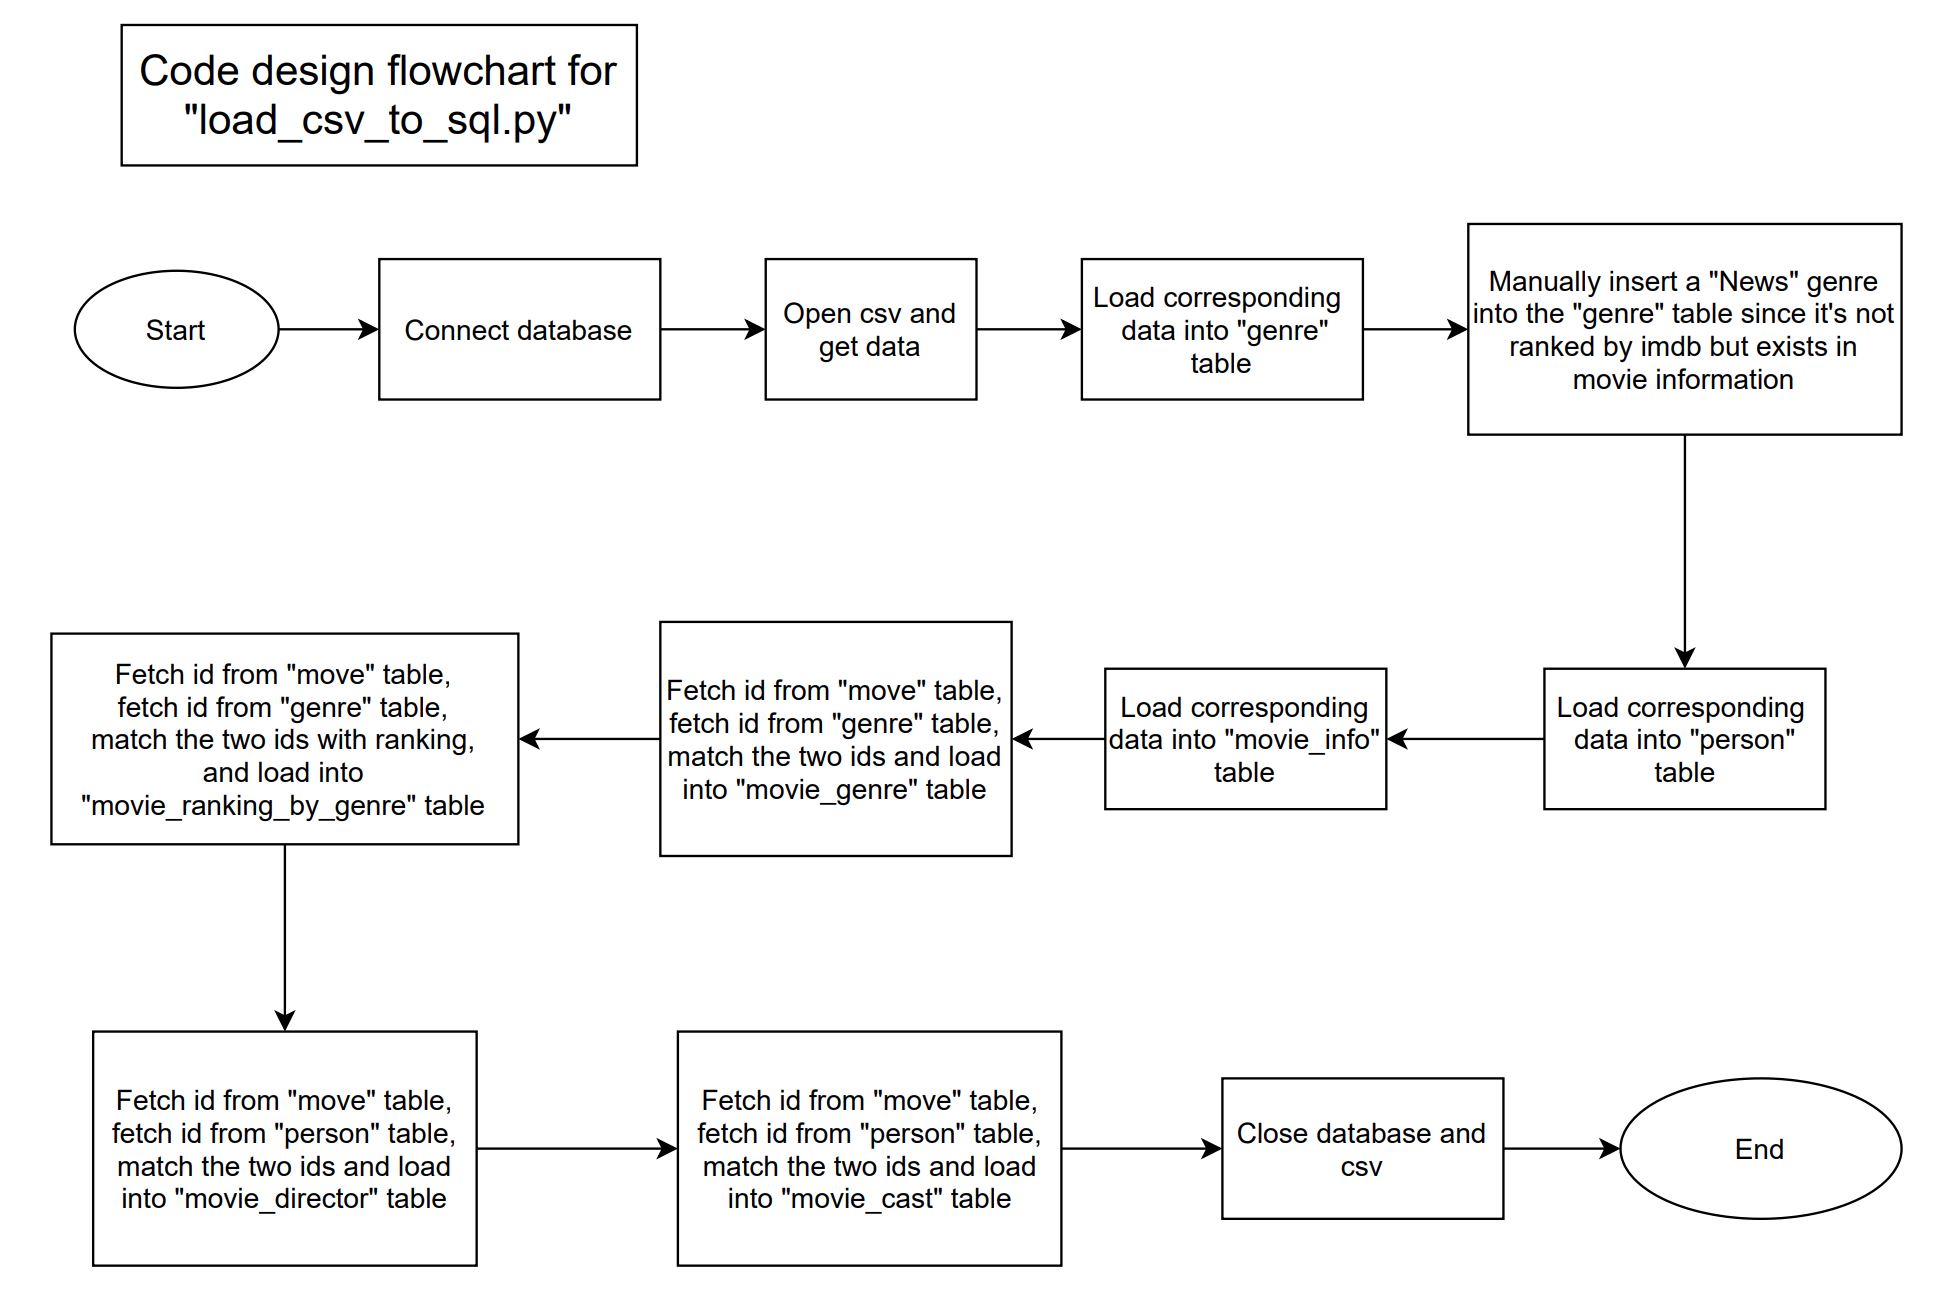 Code design flowchart for
"load_csv_to_sql.py"
Start
Connect database
Open csv and
get data
Load corresponding
data into "genre"
table
Manually insert a "News" genre
into the "genre" table since it's not
ranked by imdb but exists in
movie information
Load corresponding
data into "person"
table
Load corresponding
data into "movie_info"
table
Fetch id from "move" table,
fetch id from "genre" table,
match the two ids and load
into "movie_genre" table
Fetch id from "move" table,
fetch id from "genre" table,
match the two ids with ranking,
and load into
"movie_ranking_by_genre" table
Fetch id from "move" table,
fetch id from "person" table,
match the two ids and load
into "movie_director" table
Fetch id from "move" table,
fetch id from "person" table,
match the two ids and load
into "movie_cast" table
Close database and
csv
End